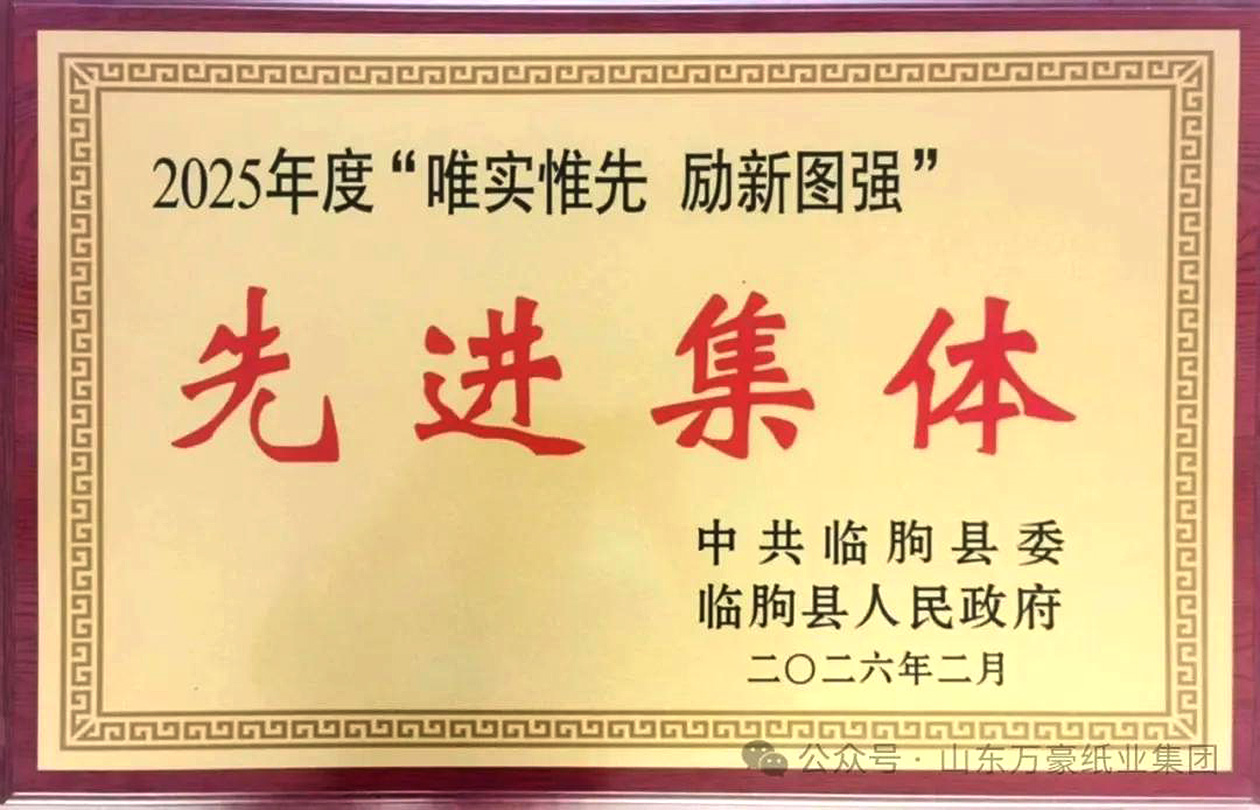 2025年度“唯实惟先 励新图强”
先进集体
中共临朐县委
临朐县人民政府
二〇二六年二月
公众号·山东万豪纸业集团